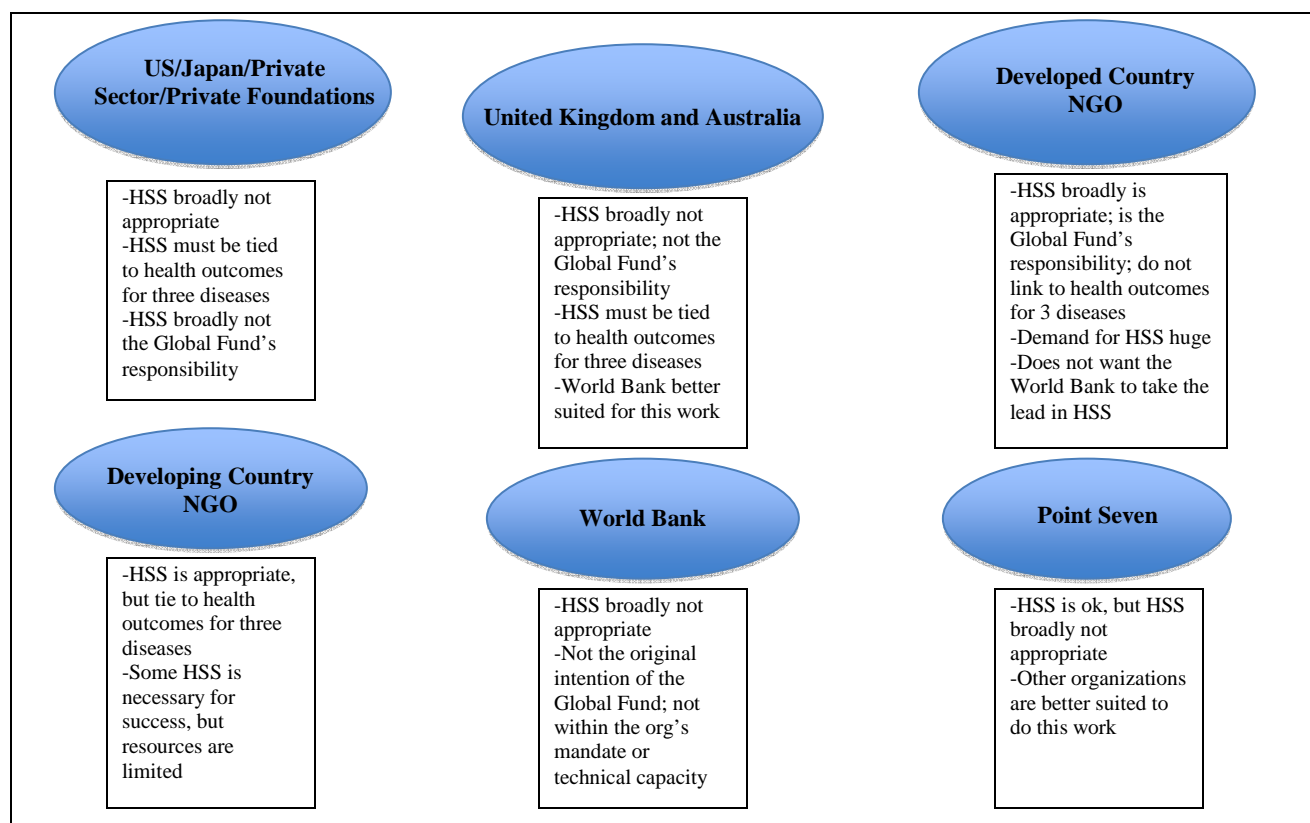 US/Japan/Private
Sector/Private Foundations
-HSS broadly not
appropriate
-HSS must be tied
to health outcomes
for three diseases
-HSS broadly not
the Global Fund’s
responsibility
United Kingdom and Australia
-HSS broadly not
appropriate; not the
Global Fund’s
responsibility
-HSS must be tied
to health outcomes
for three diseases
-World Bank better
suited for this work
Developed Country
NGO
-HSS broadly is
appropriate; is the
Global Fund’s
responsibility; do not
link to health outcomes
for 3 diseases
-Demand for HSS huge
-Does not want the
World Bank to take the
lead in HSS
Developing Country
NGO
-HSS is appropriate,
but tie to health
outcomes for three
diseases
-Some HSS is
necessary for
success, but
resources are
limited
World Bank
-HSS broadly not
appropriate
-Not the original
intention of the
Global Fund; not
within the org’s
mandate or
technical capacity
Point Seven
-HSS is ok, but HSS
broadly not
appropriate
-Other organizations
are better suited to
do this work